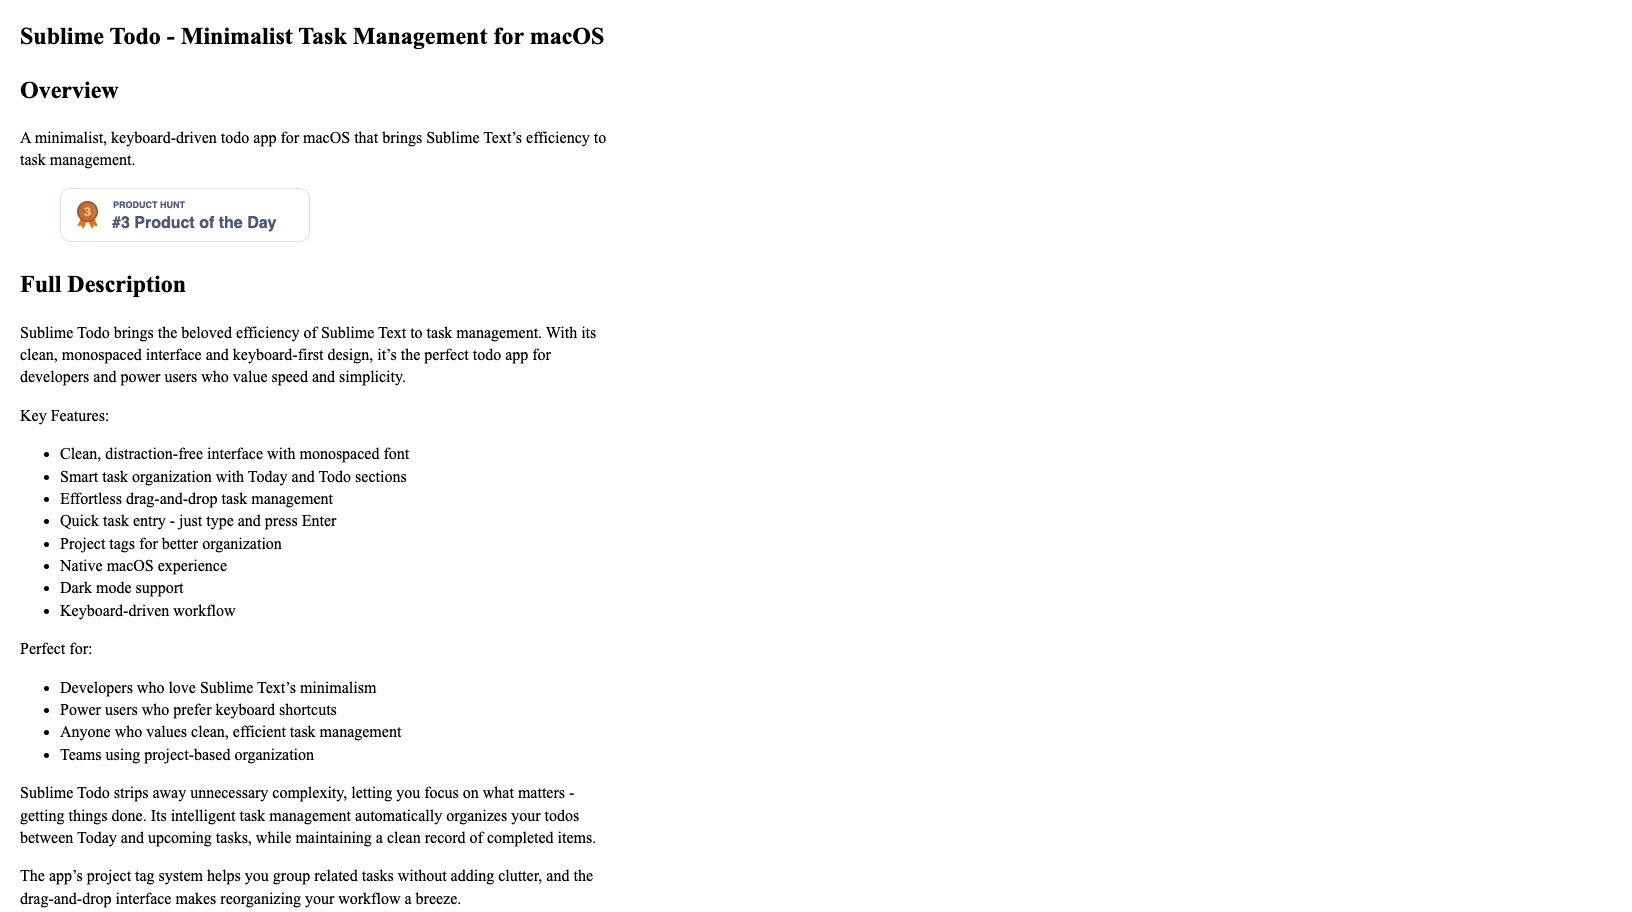 Sublime Todo - Minimalist Task Management for macOS
Overview
A minimalist, keyboard-driven todo app for macOS that brings Sublime Text’s efficiency to
task management.
3
PRODUCT HUNT
#3 Product of the Day
Full Description
Sublime Todo brings the beloved efficiency of Sublime Text to task management. With its
clean, monospaced interface and keyboard-first design, it’s the perfect todo app for
developers and power users who value speed and simplicity.
Key Features:
• Clean, distraction-free interface with monospaced font
• Smart task organization with Today and Todo sections
• Effortless drag-and-drop task management
• Quick task entry - just type and press Enter
• Project tags for better organization
• Native macOS experience
• Dark mode support
• Keyboard-driven workflow
Perfect for:
• Developers who love Sublime Text’s minimalism
• Power users who prefer keyboard shortcuts
• Anyone who values clean, efficient task management
• Teams using project-based organization
Sublime Todo strips away unnecessary complexity, letting you focus on what matters -
getting things done. Its intelligent task management automatically organizes your todos
between Today and upcoming tasks, while maintaining a clean record of completed items.
The app’s project tag system helps you group related tasks without adding clutter, and the
drag-and-drop interface makes reorganizing your workflow a breeze.